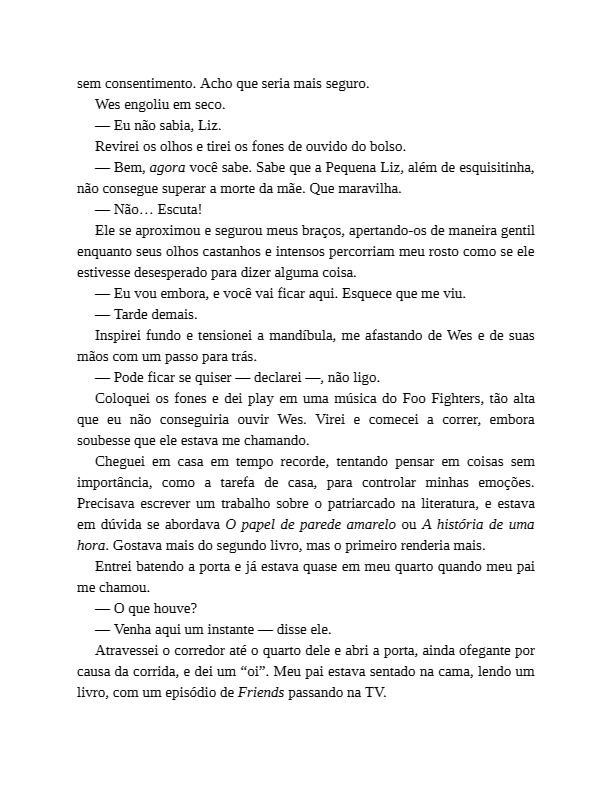 sem consentimento. Acho que seria mais seguro.
Wes engoliu em seco.
— Eu não sabia, Liz.
Revirei os olhos e tirei os fones de ouvido do bolso.
— Bem, agora você sabe. Sabe que a Pequena Liz, além de esquisitinha,
não consegue superar a morte da mãe. Que maravilha.
— Não… Escuta!
Ele se aproximou e segurou meus braços, apertando-os de maneira gentil
enquanto seus olhos castanhos e intensos percorriam meu rosto como se ele
estivesse desesperado para dizer alguma coisa.
— Eu vou embora, e você vai ficar aqui. Esquece que me viu.
— Tarde demais.
Inspirei fundo e tensionei a mandíbula, me afastando de Wes e de suas
mãos com um passo para trás.
— Pode ficar se quiser — declarei —, não ligo.
Coloquei os fones e dei play em uma música do Foo Fighters, tão alta
que eu não conseguiria ouvir Wes. Virei e comecei a correr, embora
soubesse que ele estava me chamando.
Cheguei em casa em tempo recorde, tentando pensar em coisas sem
importância, como a tarefa de casa, para controlar minhas emoções.
Precisava escrever um trabalho sobre o patriarcado na literatura, e estava
em dúvida se abordava O papel de parede amarelo ou A história de uma
hora. Gostava mais do segundo livro, mas o primeiro renderia mais.
Entrei batendo a porta e já estava quase em meu quarto quando meu pai
me chamou.
— O que houve?
— Venha aqui um instante — disse ele.
Atravessei o corredor até o quarto dele e abri a porta, ainda ofegante por
causa da corrida, e dei um “oi”. Meu pai estava sentado na cama, lendo um
livro, com um episódio de Friends passando na TV.